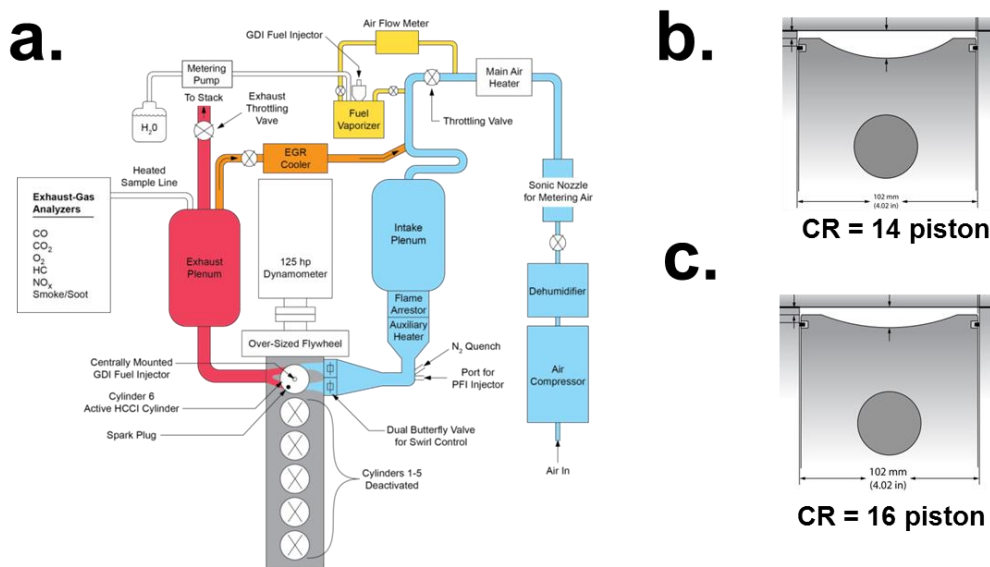 a.
Air Flow Meter
GDI Fuel Injector
Metering
Pump
To Stack
Exhaust
Throttling
Vave
H2O
Fuel
Vaporizer
Main Air
Heater
Throttling Valve
EGR
Cooler
Heated
Sample Line
Exhaust-Gas
Analyzers
CO
CO2
O2
HC
NOX
Smoke/Soot
Exhaust
Plenum
125 hp
Dynamometer
Intake
Plenum
Sonic Nozzle
for Metering Air
Flame
Arrestor
Auxiliary
Heater
Dehumidifier
Over-Sized Flywheel
N2 Quench
Port for
PFI Injector
Air
Compressor
Centrally Mounted
GDI Fuel Injector
Cylinder 6
Active HCCI Cylinder
Spark Plug
Dual Butterfly Valve
for Swirl Control
Cylinders 1-5
Deactivated
Air In
b.
102 mm
(4.02 in)
CR = 14 piston
c.
102 mm
(4.02 in)
CR = 16 piston